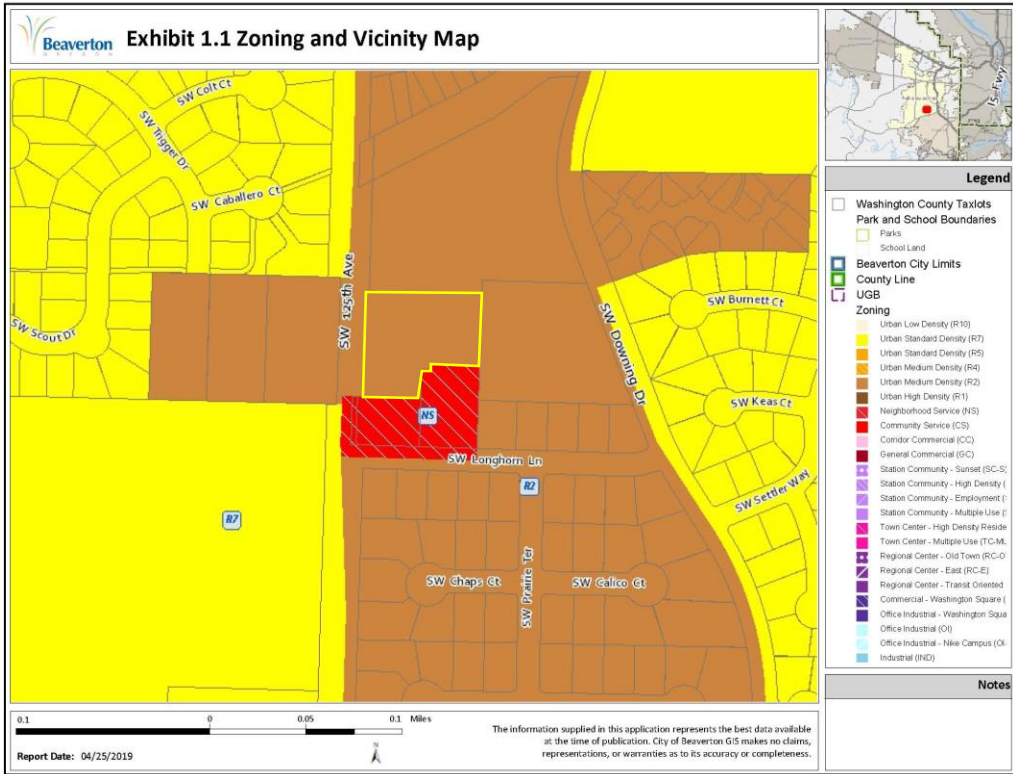 Beaverton
OREGON
Exhibit 1.1 Zoning and Vicinity Map
I5 Fwy
SW Colt Ct
SW Trigger Dr
SW Caballero Ct
SW 125th Ave
SW Scout Dr
SW Downing Dr
SW Burnett Ct
SW Keas Ct
NS
SW Longhorn Ln
R2
SW Settler Way
R7
SW Chaps Ct
SW Prairie Ter
SW Calico Ct
Legend
Washington County Taxlots
Park and School Boundaries
Parks
School Land
Beaverton City Limits
County Line
UGB
Zoning
Urban Low Density (R10)
Urban Standard Density (R7)
Urban Standard Density (R5)
Urban Medium Density (R4)
Urban Medium Density (R2)
Urban High Density (R1)
Neighborhood Service (NS)
Community Service (CS)
Corridor Commercial (CC)
General Commercial (GC)
Station Community - Sunset (SC-S
Station Community - High Density (
Station Community - Employment (
Station Community - Multiple Use (
Town Center - High Density Reside
Town Center - Multiple Use (TC-MU
Regional Center - Old Town (RC-O
Regional Center - East (RC-E)
Regional Center - Transit Oriented
Commercial - Washington Square (
Office Industrial - Washington Squa
Office Industrial (OI)
Office Industrial - Nike Campus (OI-
Industrial (IND)
Notes
0.1 0 0.05 0.1 Miles
Report Date: 04/25/2019
N
The information supplied in this application represents the best data available
at the time of publication. City of Beaverton GIS makes no claims,
representations, or warranties as to its accuracy or completeness.